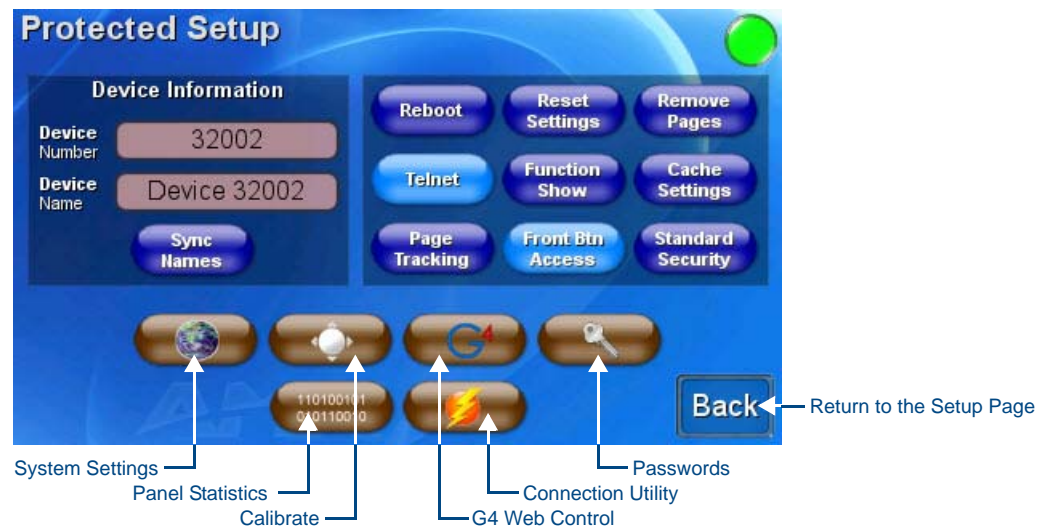 Protected Setup
Device Information
Device
Number
32002
Device
Name
Device 32002
Sync
Names
Reboot
Reset
Settings
Remove
Pages
Telnet
Function
Show
Cache
Settings
Page
Tracking
Front Btn
Access
Standard
Security
G4
110100101
010110010
Back
Return to the Setup Page
System Settings
Passwords
Panel Statistics
Connection Utility
Calibrate
G4 Web Control